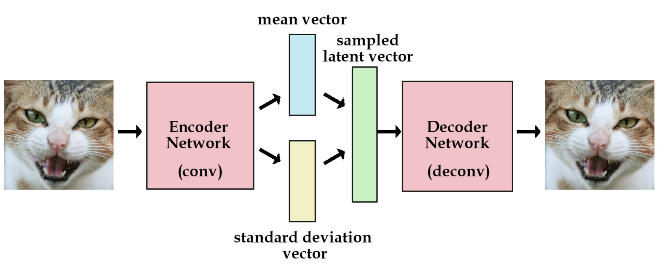 mean vector
sampled
latent vector
Encoder
Network
(conv)
Decoder
Network
(deconv)
standard deviation
vector